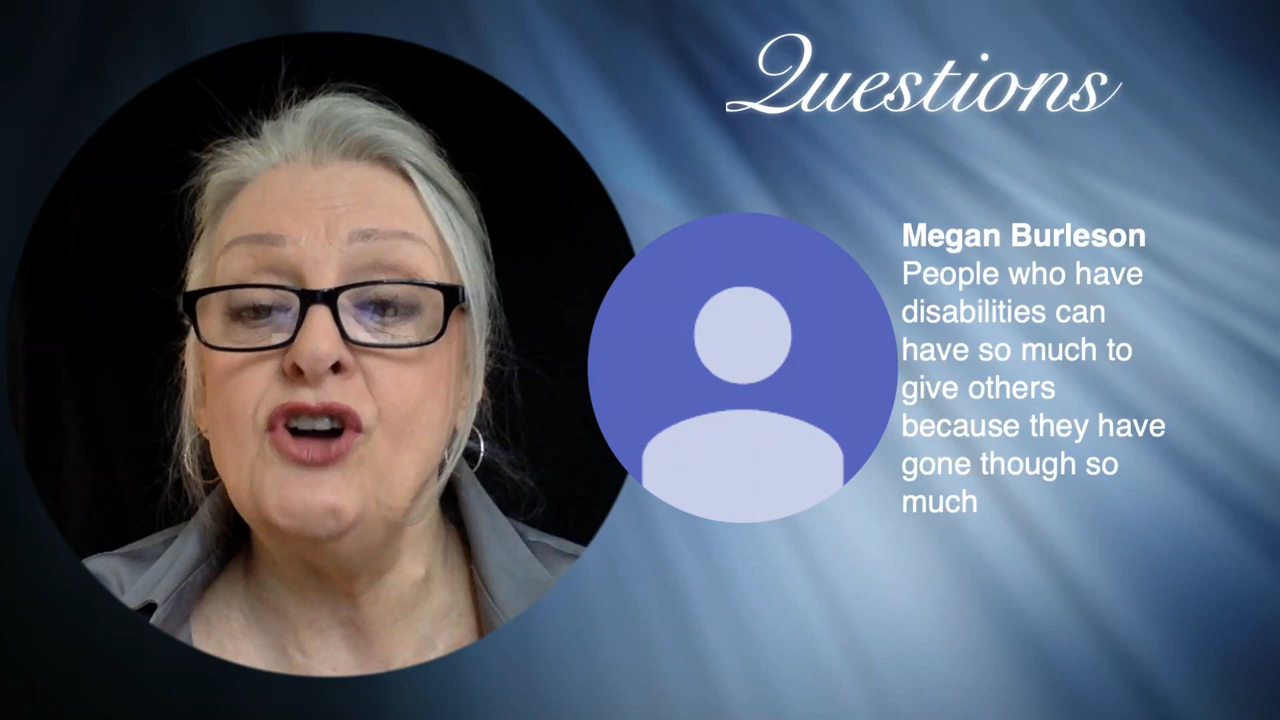 Questions
Megan Burleson
People who have
disabilities can
have so much to
give others
because they have
gone though so
much